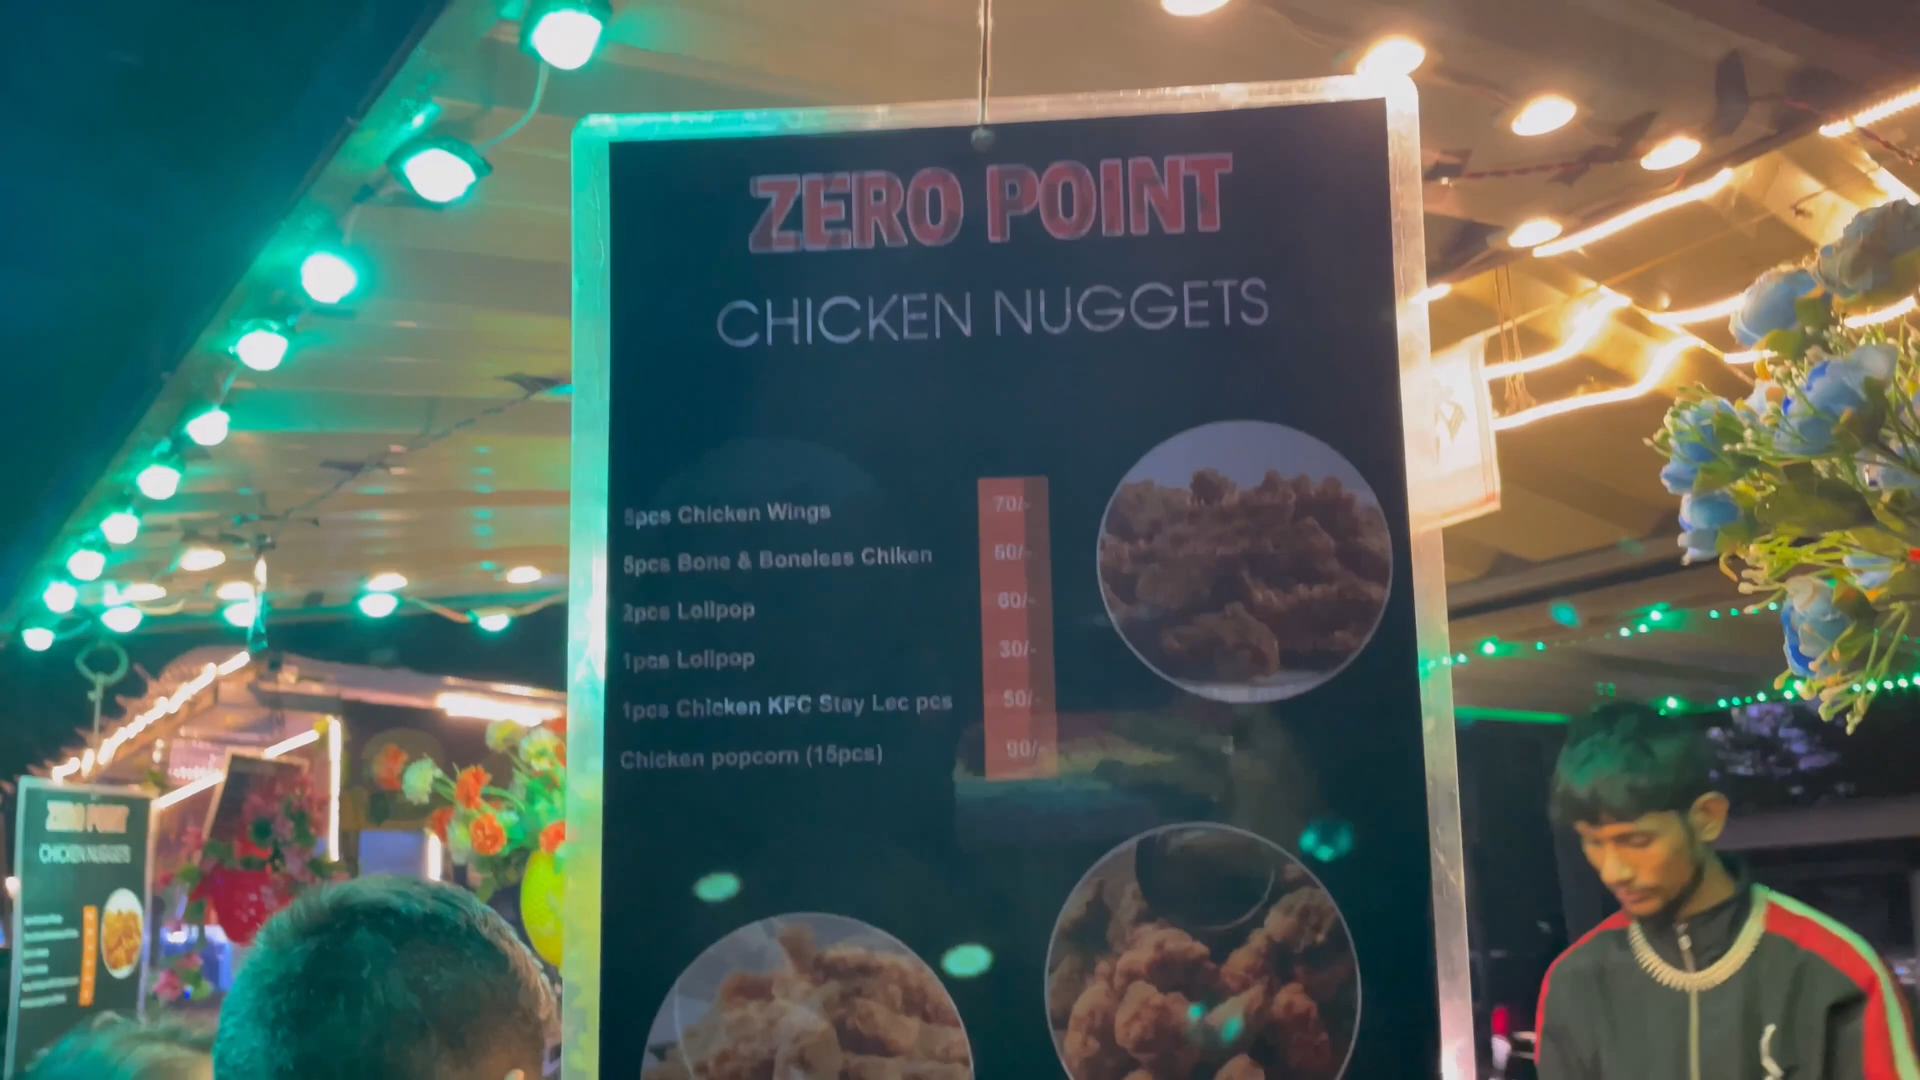 ZERO POINT
CHICKEN NUGGETS
5pcs Chicken Wings 70/-
5pcs Bone & Boneless Chiken 60/-
2pcs Lolipop 60/-
1pcs Lolipop 30/-
1pcs Chicken KFC Stay Lec pcs 50/-
Chicken popcorn (15pcs) 90/-
ZERO POINT
CHICKEN NUGGETS